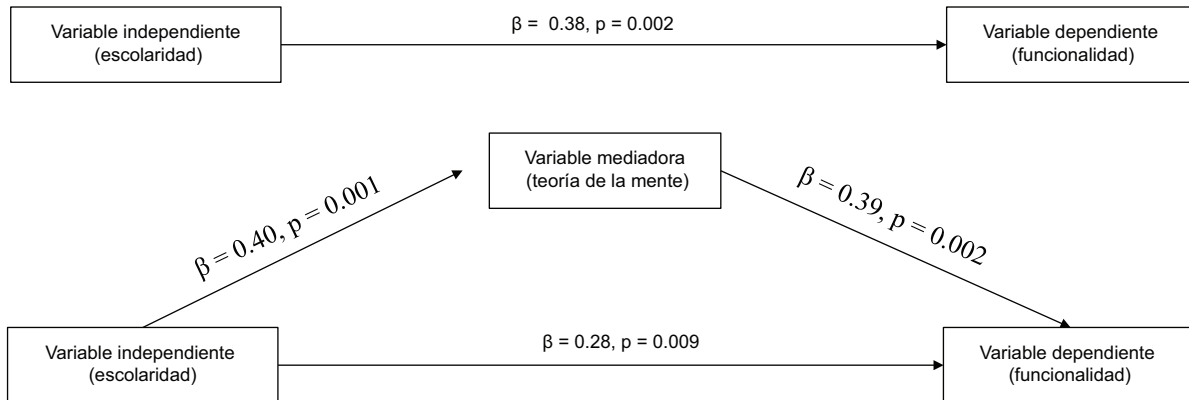 Variable independiente
(escolaridad)
β =  0.38, p = 0.002
Variable dependiente
(funcionalidad)
Variable mediadora
(teoría de la mente)
β = 0.40, p = 0.001
β = 0.39, p = 0.002
Variable independiente
(escolaridad)
β = 0.28, p = 0.009
Variable dependiente
(funcionalidad)